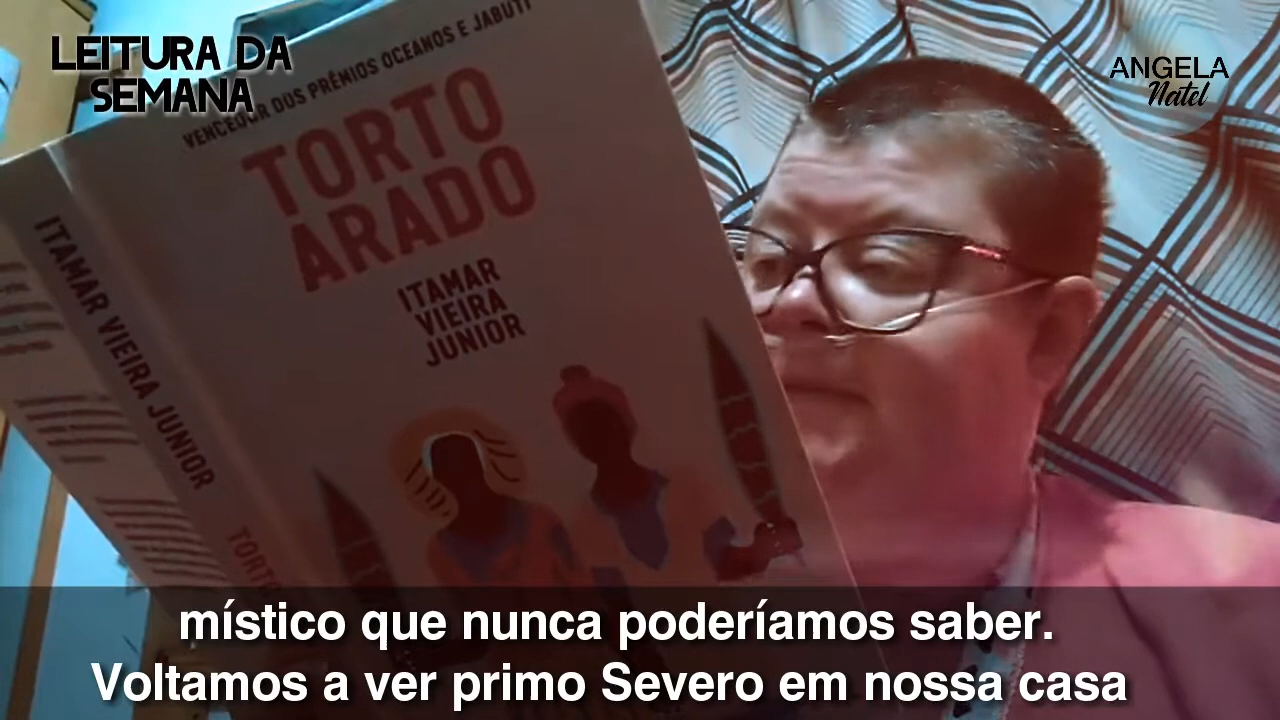 LEITURA DA
SEMANA
ANGELA
Natel
VENCEDOR DOS PRÊMIOS OCEANOS E JABUTI
TORTO
ARADO
ITAMAR
VIEIRA
JUNIOR
ITAMAR VIEIRA JUNIOR
místico que nunca poderíamos saber.
Voltamos a ver primo Severo em nossa casa